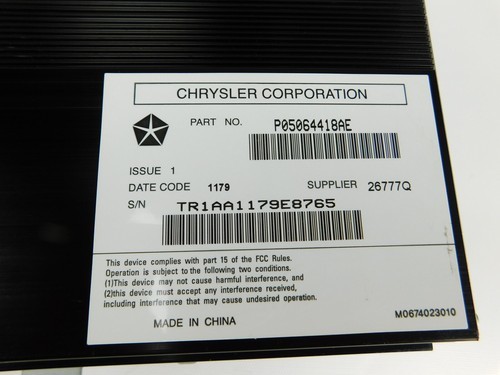 CHRYSLER CORPORATION
PART NO. P05064418AE
ISSUE 1
DATE CODE 1179 SUPPLIER 26777Q
S/N TR1AA1179E8765
This device complies with part 15 of the FCC Rules.
Operation is subject to the following two conditions.
(1)This device may not cause harmful interference, and
(2)this device must accept any interference received,
including interference that may cause undesired operation.
MADE IN CHINA
M0674023010